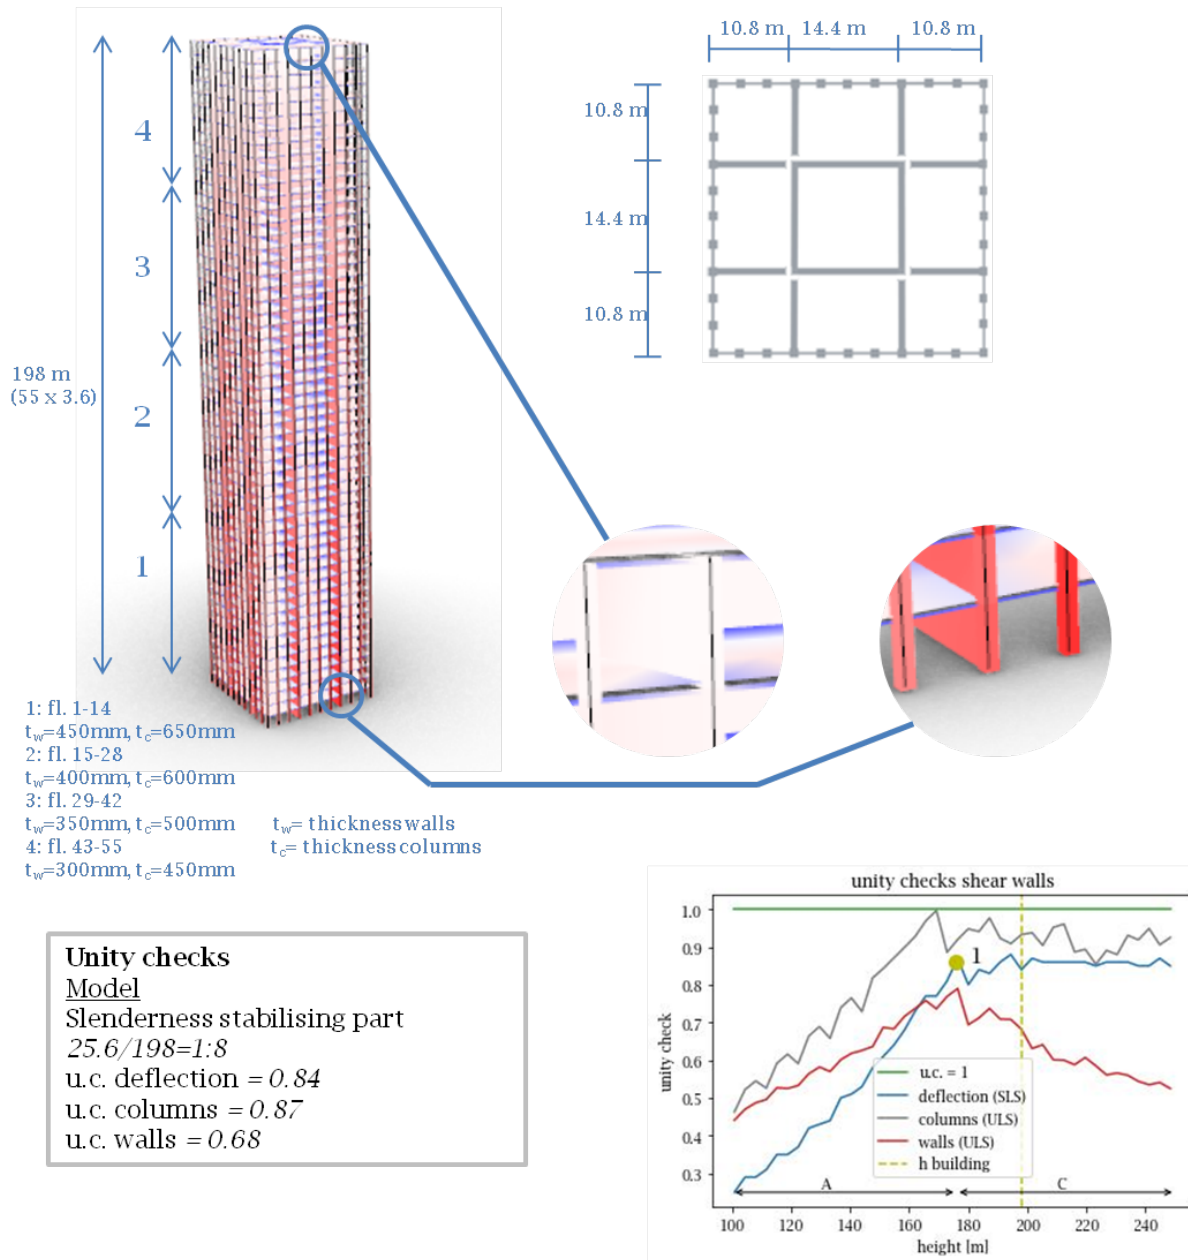 10.8 m 14.4 m 10.8 m
10.8 m
14.4 m
10.8 m
4
3
2
1
198 m
(55 x 3.6)
1: fl. 1-14
tw=450mm, tc=650mm
2: fl. 15-28
tw=400mm, tc=600mm
3: fl. 29-42
tw=350mm, tc=500mm
4: fl. 43-55
tw=300mm, tc=450mm
tw= thickness walls
tc= thickness columns
Unity checks
Model
Slenderness stabilising part
25.6/198=1:8
u.c. deflection = 0.84
u.c. columns = 0.87
u.c. walls = 0.68
unity checks shear walls
1.0
0.9
0.8
0.7
0.6
0.5
0.4
0.3
unity check
1
u.c. = 1
deflection (SLS)
columns (ULS)
walls (ULS)
h building
A C
100 120 140 160 180 200 220 240
height [m]